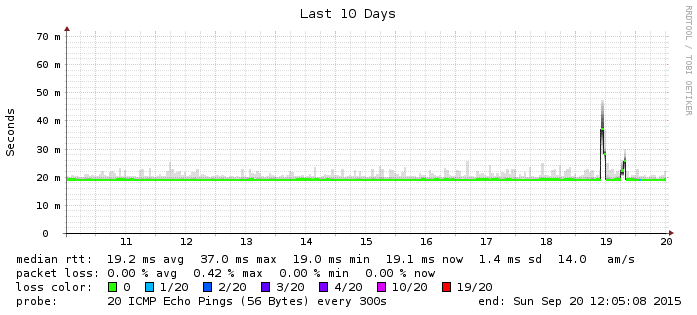 Last 10 Days
RRDTOOL / TOBI OETIKER
Seconds
70 m
60 m
50 m
40 m
30 m
20 m
10 m
0
11 12 13 14 15 16 17 18 19 20
median rtt: 19.2 ms avg 37.0 ms max 19.0 ms min 19.1 ms now 1.4 ms sd 14.0 am/s
packet loss: 0.00 % avg 0.42 % max 0.00 % min 0.00 % now
loss color: 0 1/20 2/20 3/20 4/20 10/20 19/20
probe: 20 ICMP Echo Pings (56 Bytes) every 300s end: Sun Sep 20 12:05:08 2015